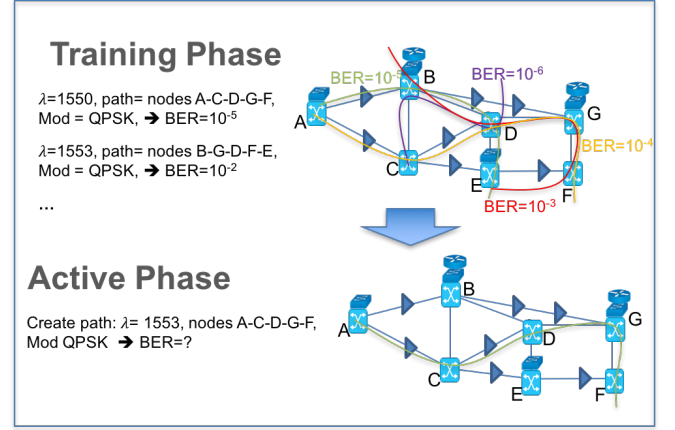 Training Phase
λ=1550, path= nodes A-C-D-G-F,
Mod = QPSK, ➔ BER=10-5
λ=1553, path= nodes B-G-D-F-E,
Mod = QPSK, ➔ BER=10-2
...
BER=10-5
B
BER=10-6
A
G
D
BER=10-4
C
E
F
BER=10-3
Active Phase
Create path: λ= 1553, nodes A-C-D-G-F,
Mod QPSK ➔ BER=?
B
A
G
D
C
E
F